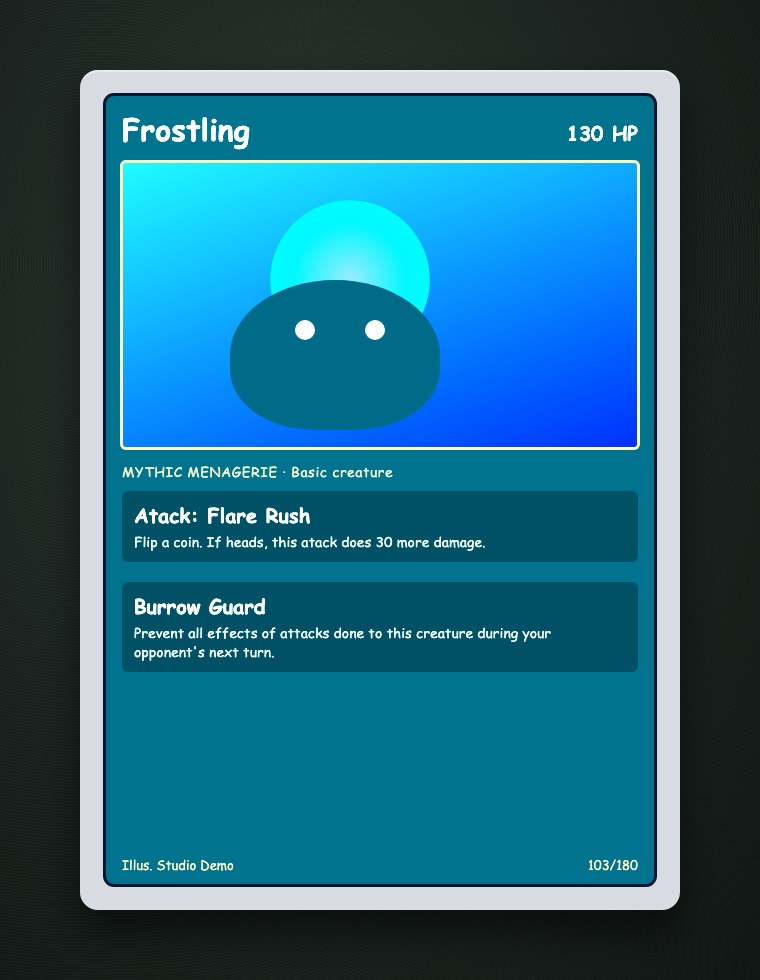 Frostling
130 HP
MYTHIC MENAGERIE · Basic creature
Atack: Flare Rush
Flip a coin. If heads, this atack does 30 more damage.
Burrow Guard
Prevent all effects of attacks done to this creature during your
opponent's next turn.
Illus. Studio Demo
103/180